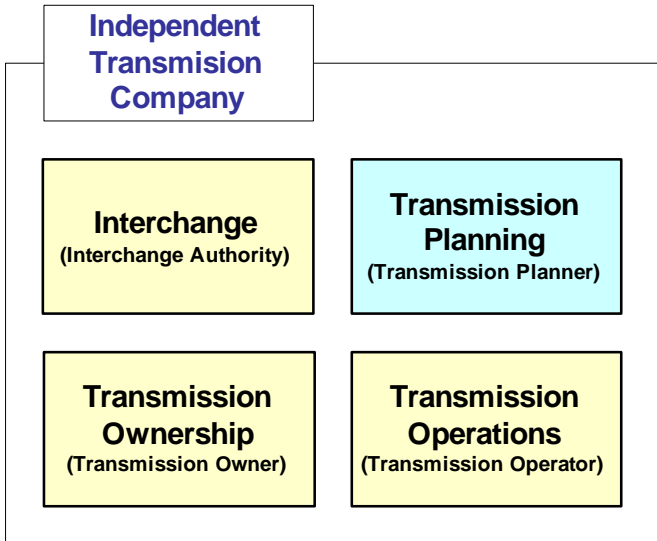 Independent
Transmision
Company
Interchange
(Interchange Authority)
Transmission
Planning
(Transmission Planner)
Transmission
Ownership
(Transmission Owner)
Transmission
Operations
(Transmission Operator)